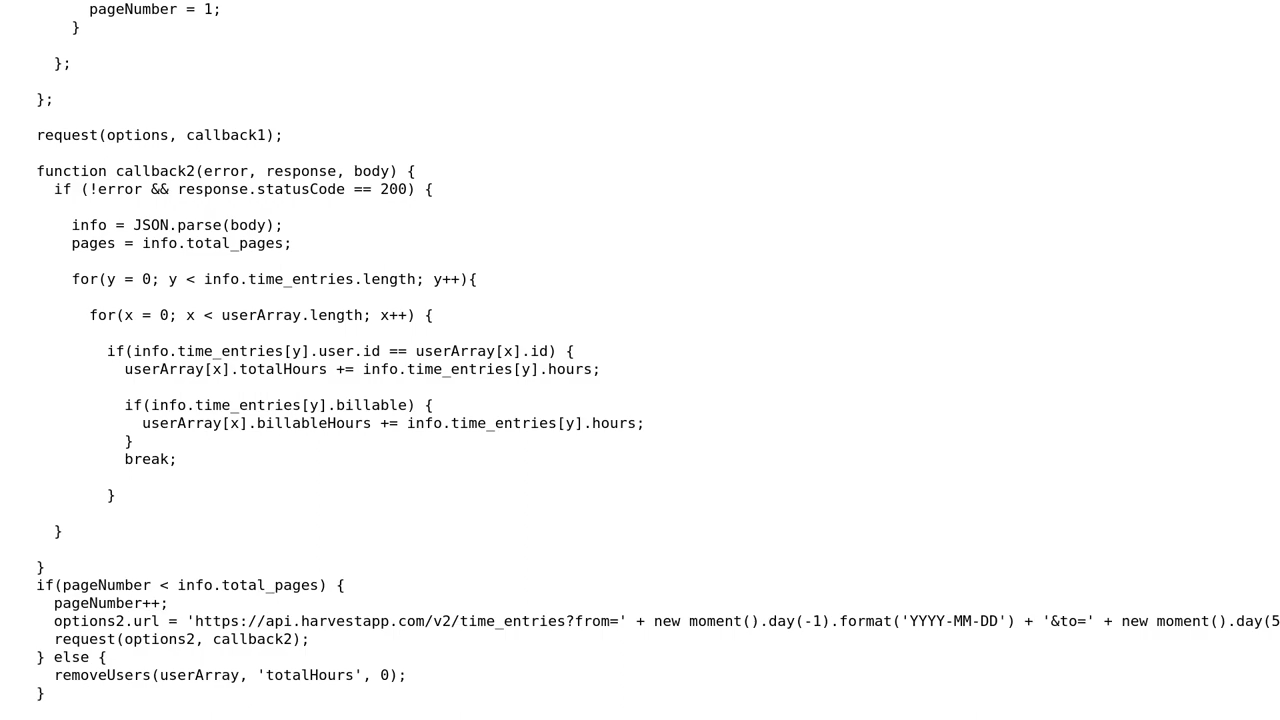 pageNumber = 1;
}
};
};
request(options, callback1);
function callback2(error, response, body) {
if (!error && response.statusCode == 200) {
info = JSON.parse(body);
pages = info.total_pages;
for(y = 0; y < info.time_entries.length; y++){
for(x = 0; x < userArray.length; x++) {
if(info.time_entries[y].user.id == userArray[x].id) {
userArray[x].totalHours += info.time_entries[y].hours;
if(info.time_entries[y].billable) {
userArray[x].billableHours += info.time_entries[y].hours;
}
break;
}
}
}
if(pageNumber < info.total_pages) {
pageNumber++;
options2.url = 'https://api.harvestapp.com/v2/time_entries?from=' + new moment().day(-1).format('YYYY-MM-DD') + '&to=' + new moment().day(5
request(options2, callback2);
} else {
removeUsers(userArray, 'totalHours', 0);
}